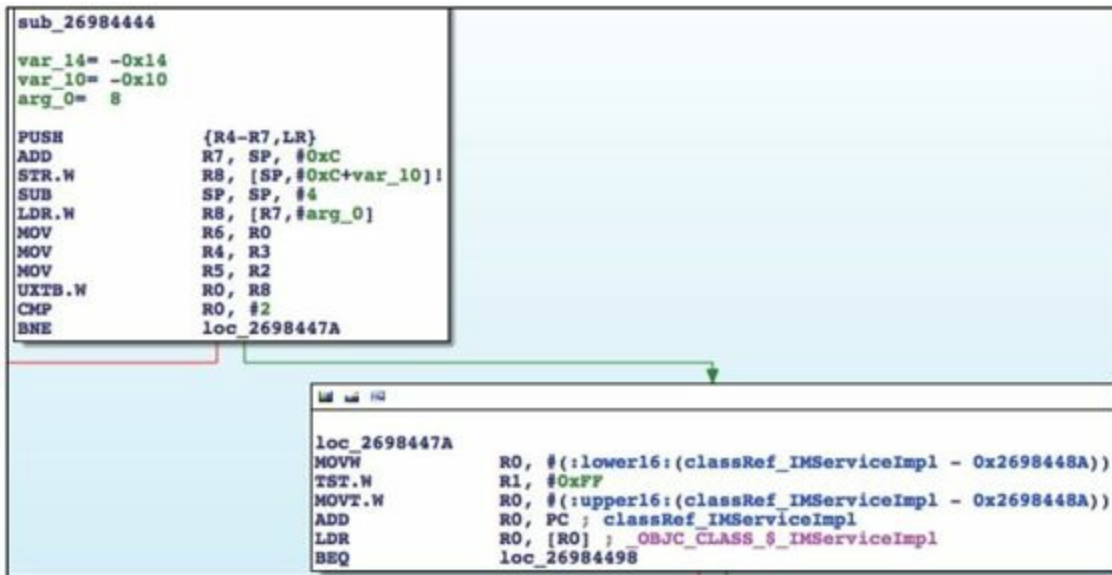 sub_26984444
var_14= -0x14
var_10= -0x10
arg_0= 8
PUSH {R4-R7,LR}
ADD R7, SP, #0xC
STR.W R8, [SP,#0xC+var_10]!
SUB SP, SP, #4
LDR.W R8, [R7,#arg_0]
MOV R6, R0
MOV R4, R3
MOV R5, R2
UXTB.W R0, R8
CMP R0, #2
BNE loc_2698447A
loc_2698447A
MOVW R0, #(:lower16:(classRef_IMServiceImpl - 0x2698448A))
TST.W R1, #0xFF
MOVT.W R0, #(:upper16:(classRef_IMServiceImpl - 0x2698448A))
ADD R0, PC ; classRef_IMServiceImpl
LDR R0, [R0] ; _OBJC_CLASS_$_IMServiceImpl
BEQ loc_26984498